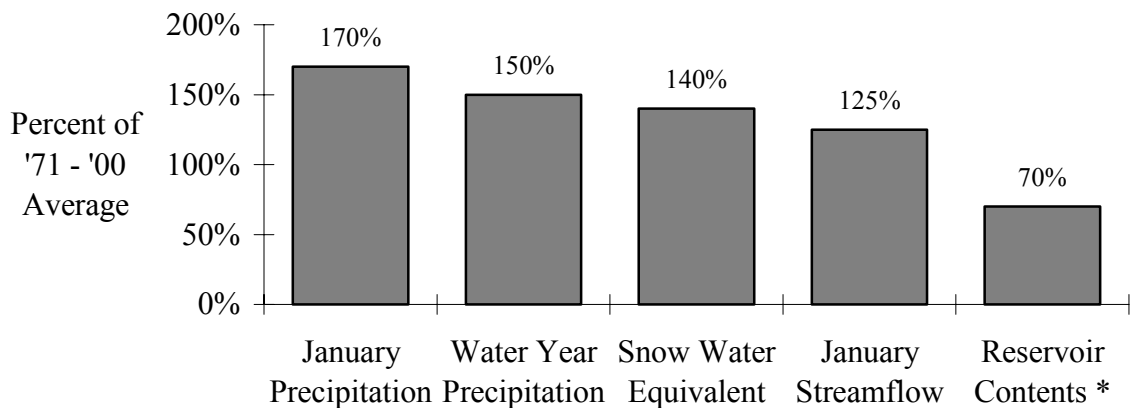 200%
150%
100%
50%
0%
Percent of
'71 - '00
Average
170%
150%
140%
125%
70%
January
Precipitation
Water Year
Precipitation
Snow Water
Equivalent
January
Streamflow
Reservoir
Contents *